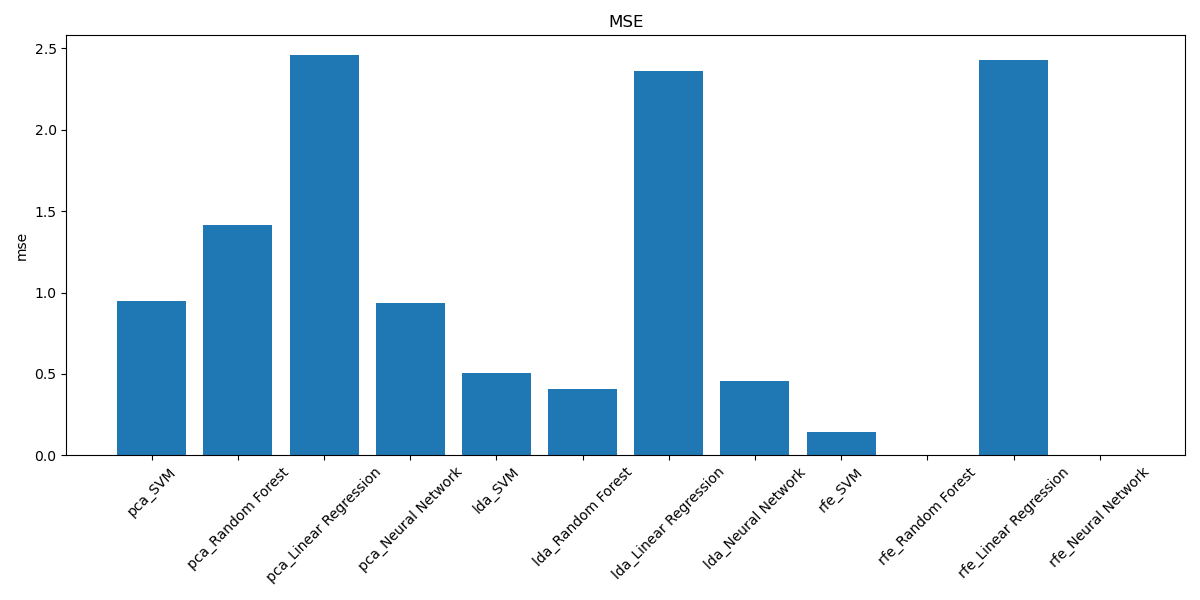 MSE
mse
2.5
2.0
1.5
1.0
0.5
0.0
pca_SVM
pca_Random Forest
pca_Linear Regression
pca_Neural Network
lda_SVM
lda_Random Forest
lda_Linear Regression
lda_Neural Network
rfe_SVM
rfe_Random Forest
rfe_Linear Regression
rfe_Neural Network